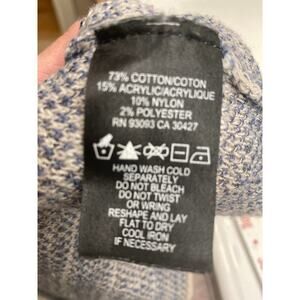 73% COTTON/COTON
15% ACRYLIC/ACRYLIQUE
10% NYLON
2% POLYESTER
RN 93093 CA 30427
HAND WASH COLD
SEPARATELY
DO NOT BLEACH
DO NOT TWIST
OR WRING
RESHAPE AND LAY
FLAT TO DRY
COOL IRON
IF NECESSARY